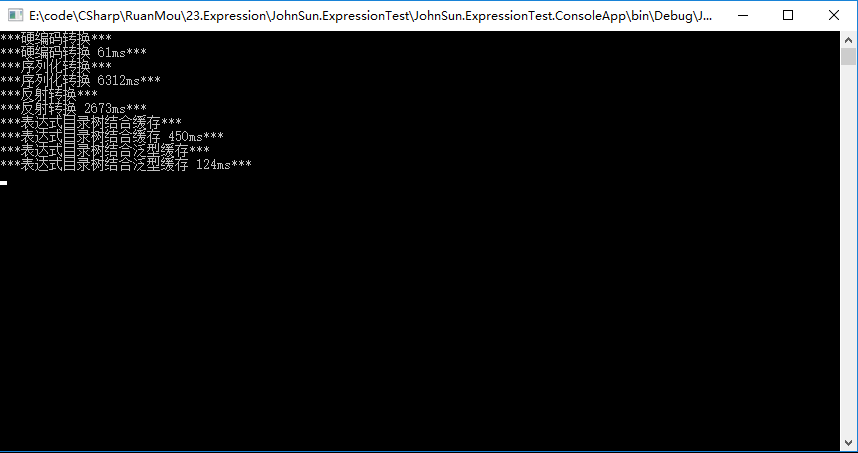 E:\code\CSharp\RuanMou\23.Expression\JohnSun.ExpressionTest\JohnSun.ExpressionTest.ConsoleApp\bin\Debug\J...
***硬编码转换***
***硬编码转换 61ms***
***序列化转换***
***序列化转换 6312ms***
***反射转换***
***反射转换 2673ms***
***表达式目录树结合缓存***
***表达式目录树结合缓存 450ms***
***表达式目录树结合泛型缓存***
***表达式目录树结合泛型缓存 124ms***